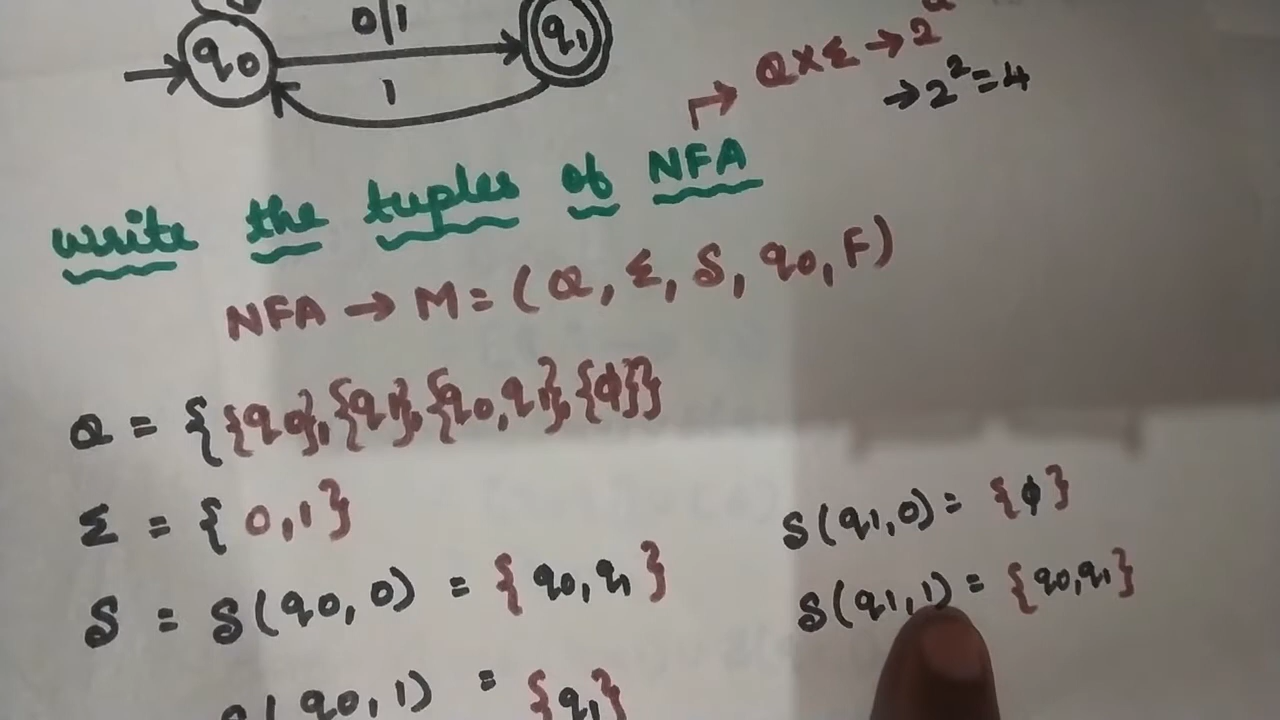 0/1
q0
q1
1
Q×Σ→2^Q
→2²=4
write the tuples of NFA
NFA → M = (Q, Σ, δ, q0, F)
Q = {{q0},{q1},{q0,q1},{ϕ}}
Σ = {0,1}
δ(q1,0) = {ϕ}
δ = δ(q0,0) = {q0,q1}
δ(q1,1) = {q0,q1}
δ(q0,1) = {q1}